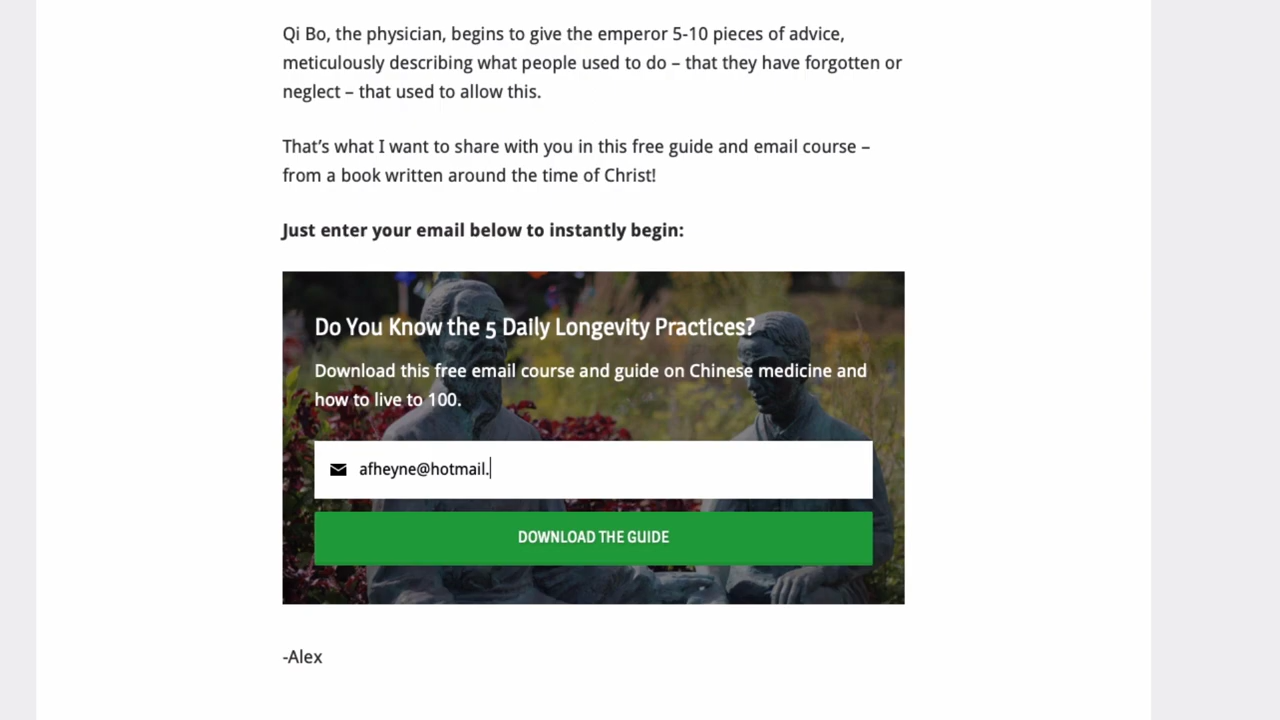 Qi Bo, the physician, begins to give the emperor 5-10 pieces of advice,
meticulously describing what people used to do – that they have forgotten or
neglect – that used to allow this.
That’s what I want to share with you in this free guide and email course –
from a book written around the time of Christ!
Just enter your email below to instantly begin:
Do You Know the 5 Daily Longevity Practices?
Download this free email course and guide on Chinese medicine and
how to live to 100.
afheyne@hotmail.
DOWNLOAD THE GUIDE
-Alex